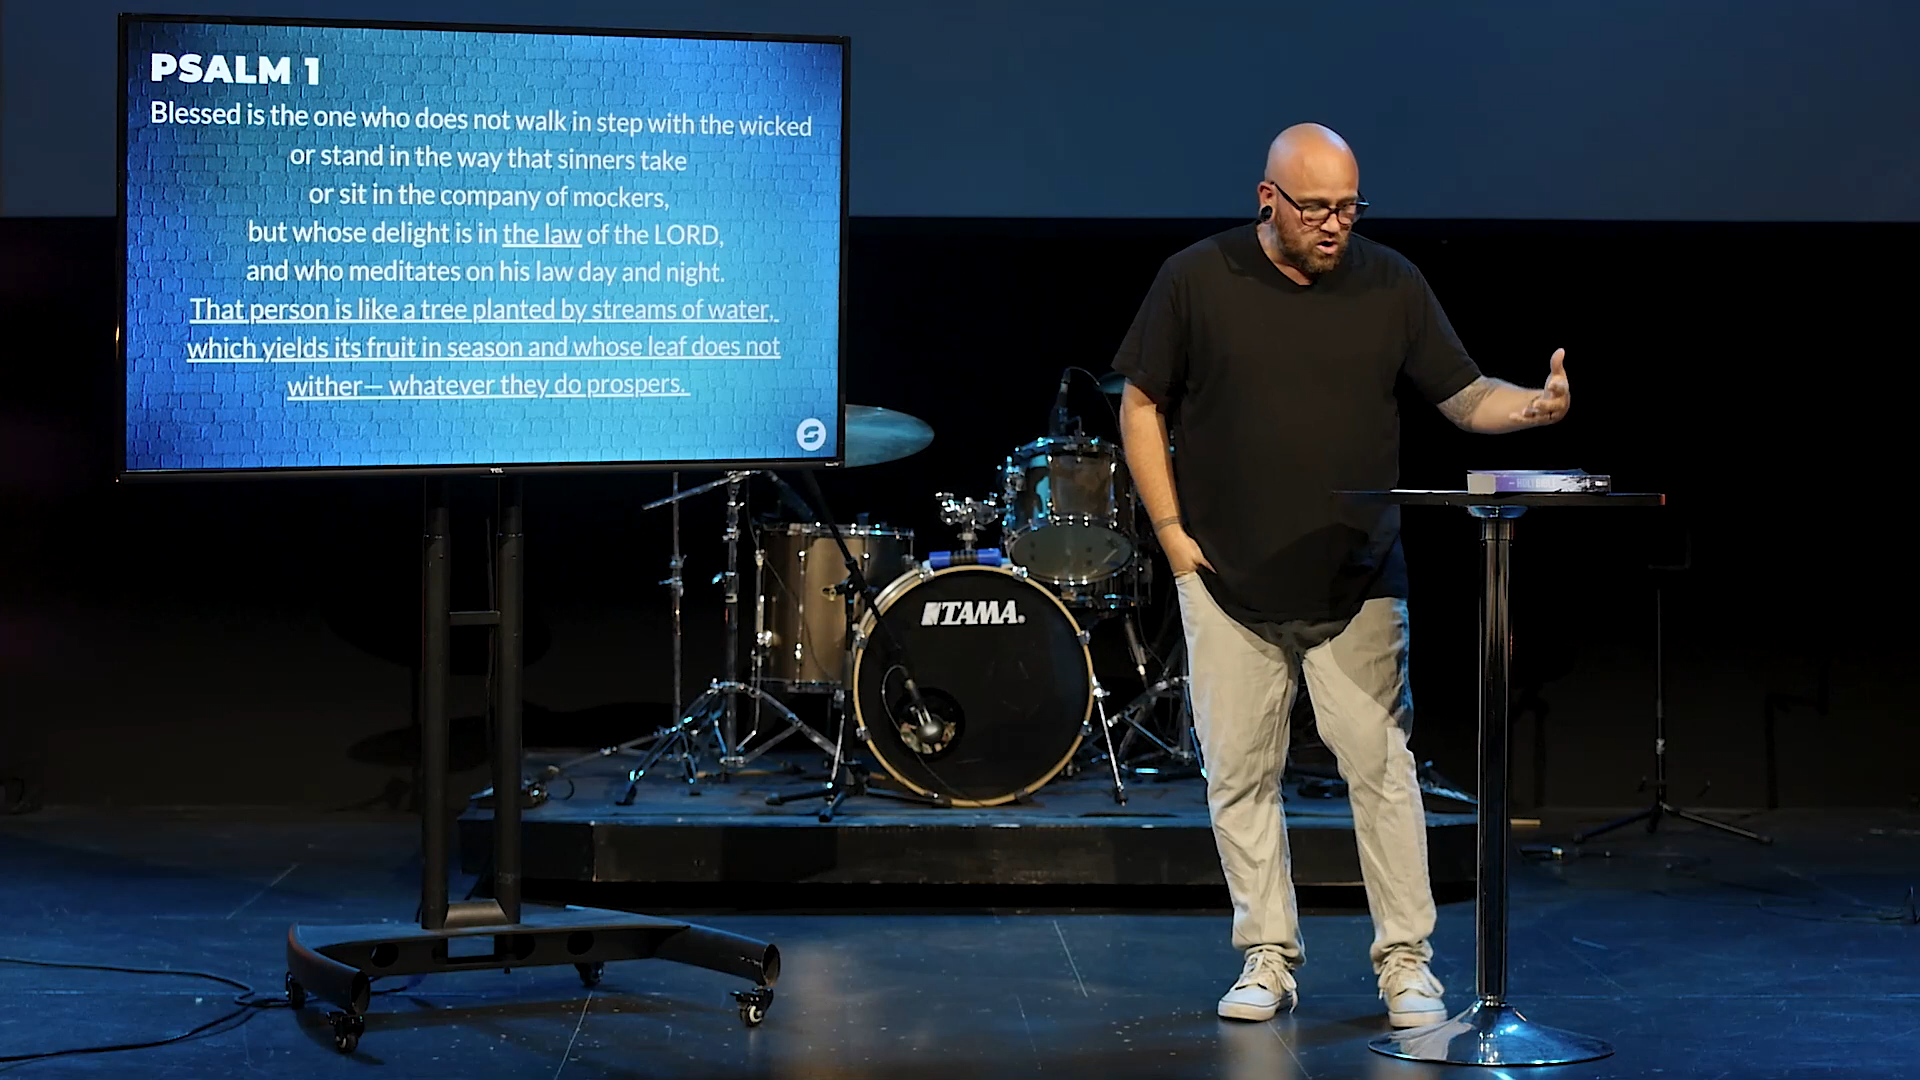 PSALM 1
Blessed is the one who does not walk in step with the wicked
or stand in the way that sinners take
or sit in the company of mockers,
but whose delight is in the law of the LORD,
and who meditates on his law day and night.
That person is like a tree planted by streams of water,
which yields its fruit in season and whose leaf does not
wither— whatever they do prospers.
TCL
TAMA®
HOLY BIBLE